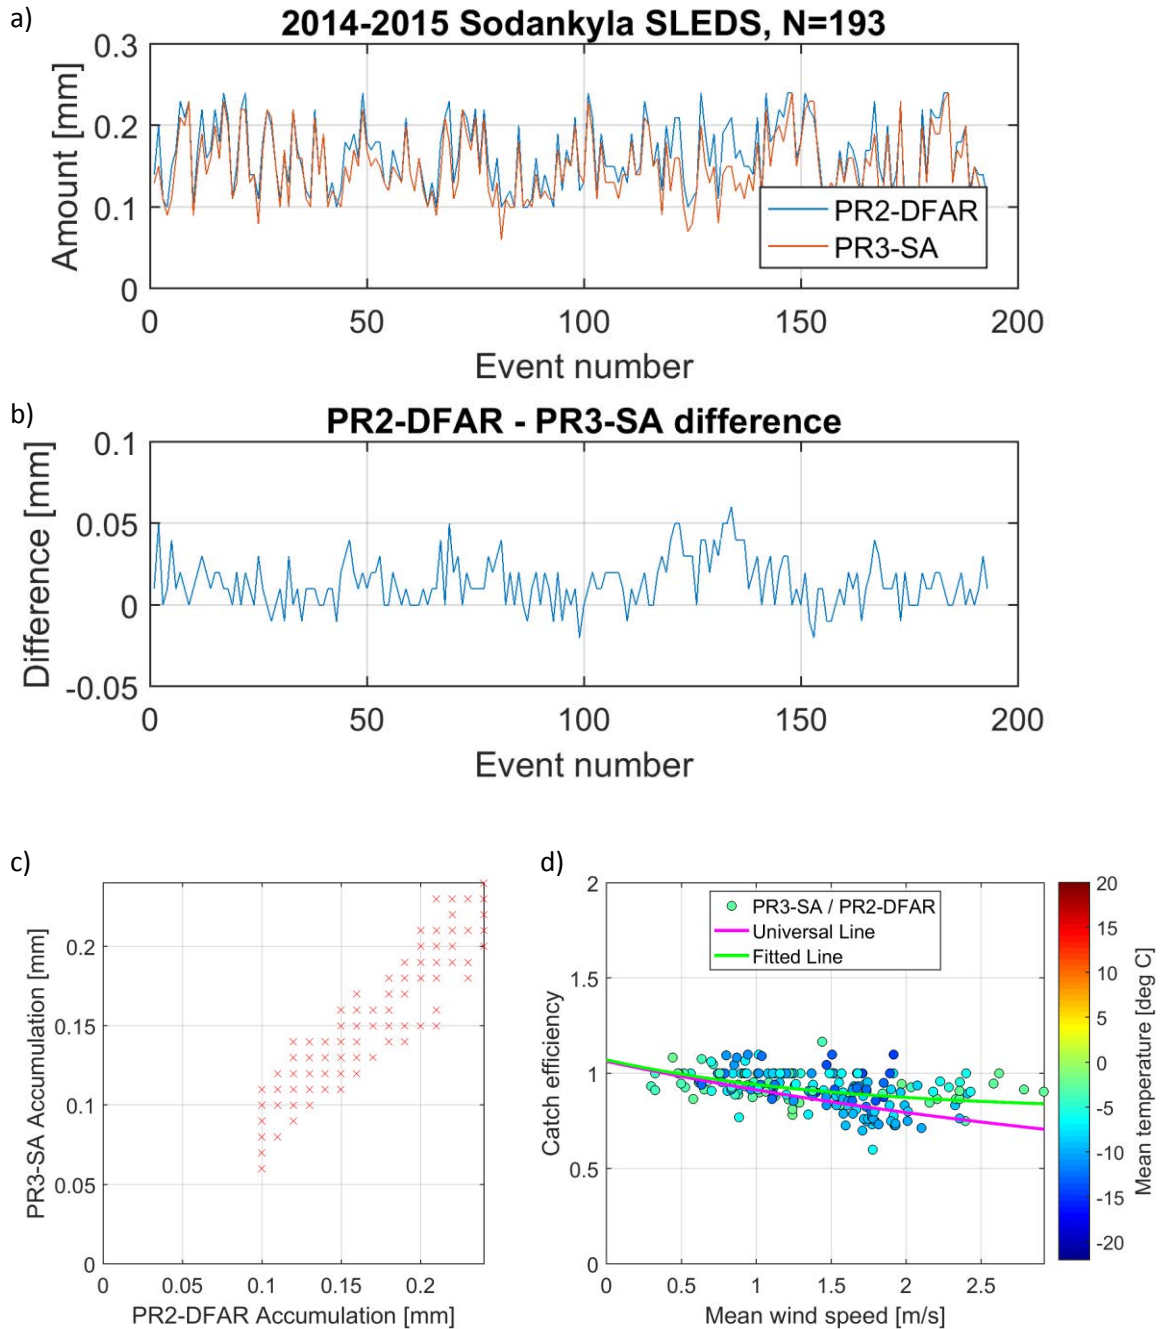 a)
2014-2015 Sodankyla SLEDS, N=193
Amount [mm]
0.3
0.2
0.1
0
PR2-DFAR
PR3-SA
0 50 100 150 200
Event number
b)
PR2-DFAR - PR3-SA difference
Difference [mm]
0.1
0.05
0
-0.05
0 50 100 150 200
Event number
c)
PR3-SA Accumulation [mm]
0.2
0.15
0.1
0.05
0
0 0.05 0.1 0.15 0.2
PR2-DFAR Accumulation [mm]
d)
Catch efficiency
2
1.5
1
0.5
0
PR3-SA / PR2-DFAR
Universal Line
Fitted Line
0 0.5 1 1.5 2 2.5
Mean wind speed [m/s]
20
15
10
5
0
-5
-10
-15
-20
Mean temperature [deg C]